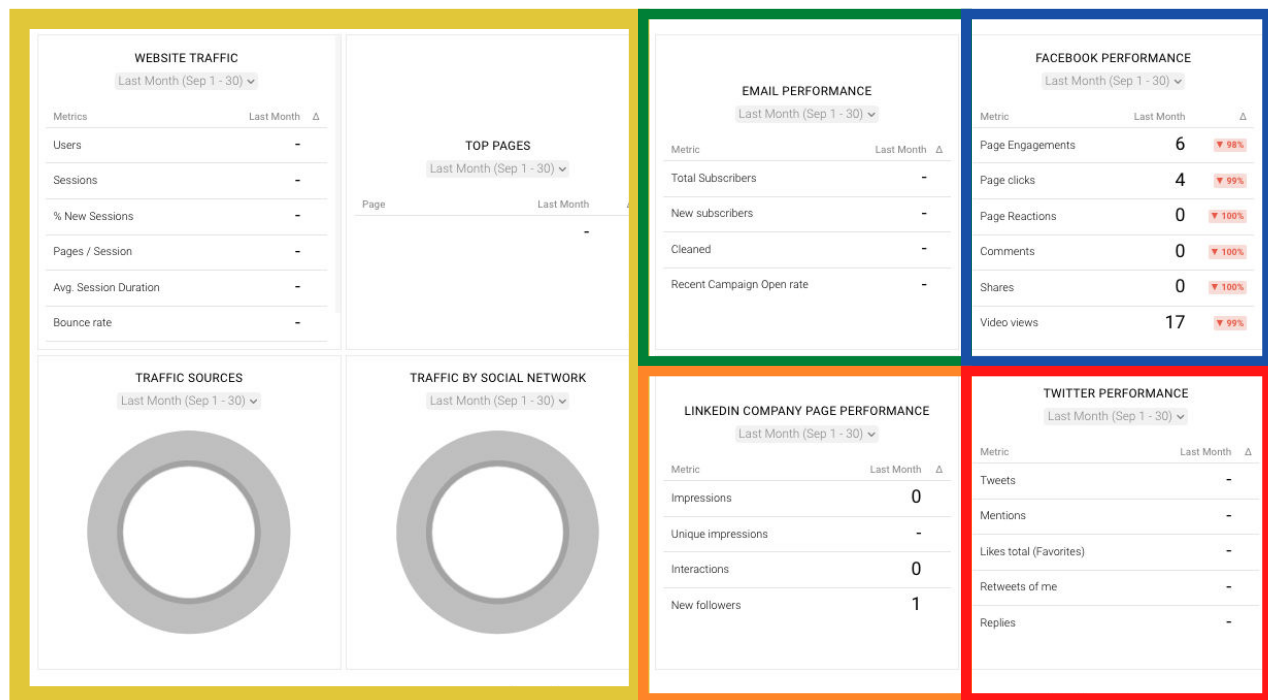 WEBSITE TRAFFIC
Last Month (Sep 1 - 30)
Metrics Last Month Δ
Users -
Sessions -
% New Sessions -
Pages / Session -
Avg. Session Duration -
Bounce rate -
TOP PAGES
Last Month (Sep 1 - 30)
Page Last Month
-
TRAFFIC SOURCES
Last Month (Sep 1 - 30)
TRAFFIC BY SOCIAL NETWORK
Last Month (Sep 1 - 30)
EMAIL PERFORMANCE
Last Month (Sep 1 - 30)
Metric Last Month Δ
Total Subscribers -
New subscribers -
Cleaned -
Recent Campaign Open rate -
FACEBOOK PERFORMANCE
Last Month (Sep 1 - 30)
Metric Last Month Δ
Page Engagements 6 ▼ 98%
Page clicks 4 ▼ 99%
Page Reactions 0 ▼ 100%
Comments 0 ▼ 100%
Shares 0 ▼ 100%
Video views 17 ▼ 99%
LINKEDIN COMPANY PAGE PERFORMANCE
Last Month (Sep 1 - 30)
Metric Last Month Δ
Impressions 0
Unique impressions -
Interactions 0
New followers 1
TWITTER PERFORMANCE
Last Month (Sep 1 - 30)
Metric Last Month Δ
Tweets -
Mentions -
Likes total (Favorites) -
Retweets of me -
Replies -